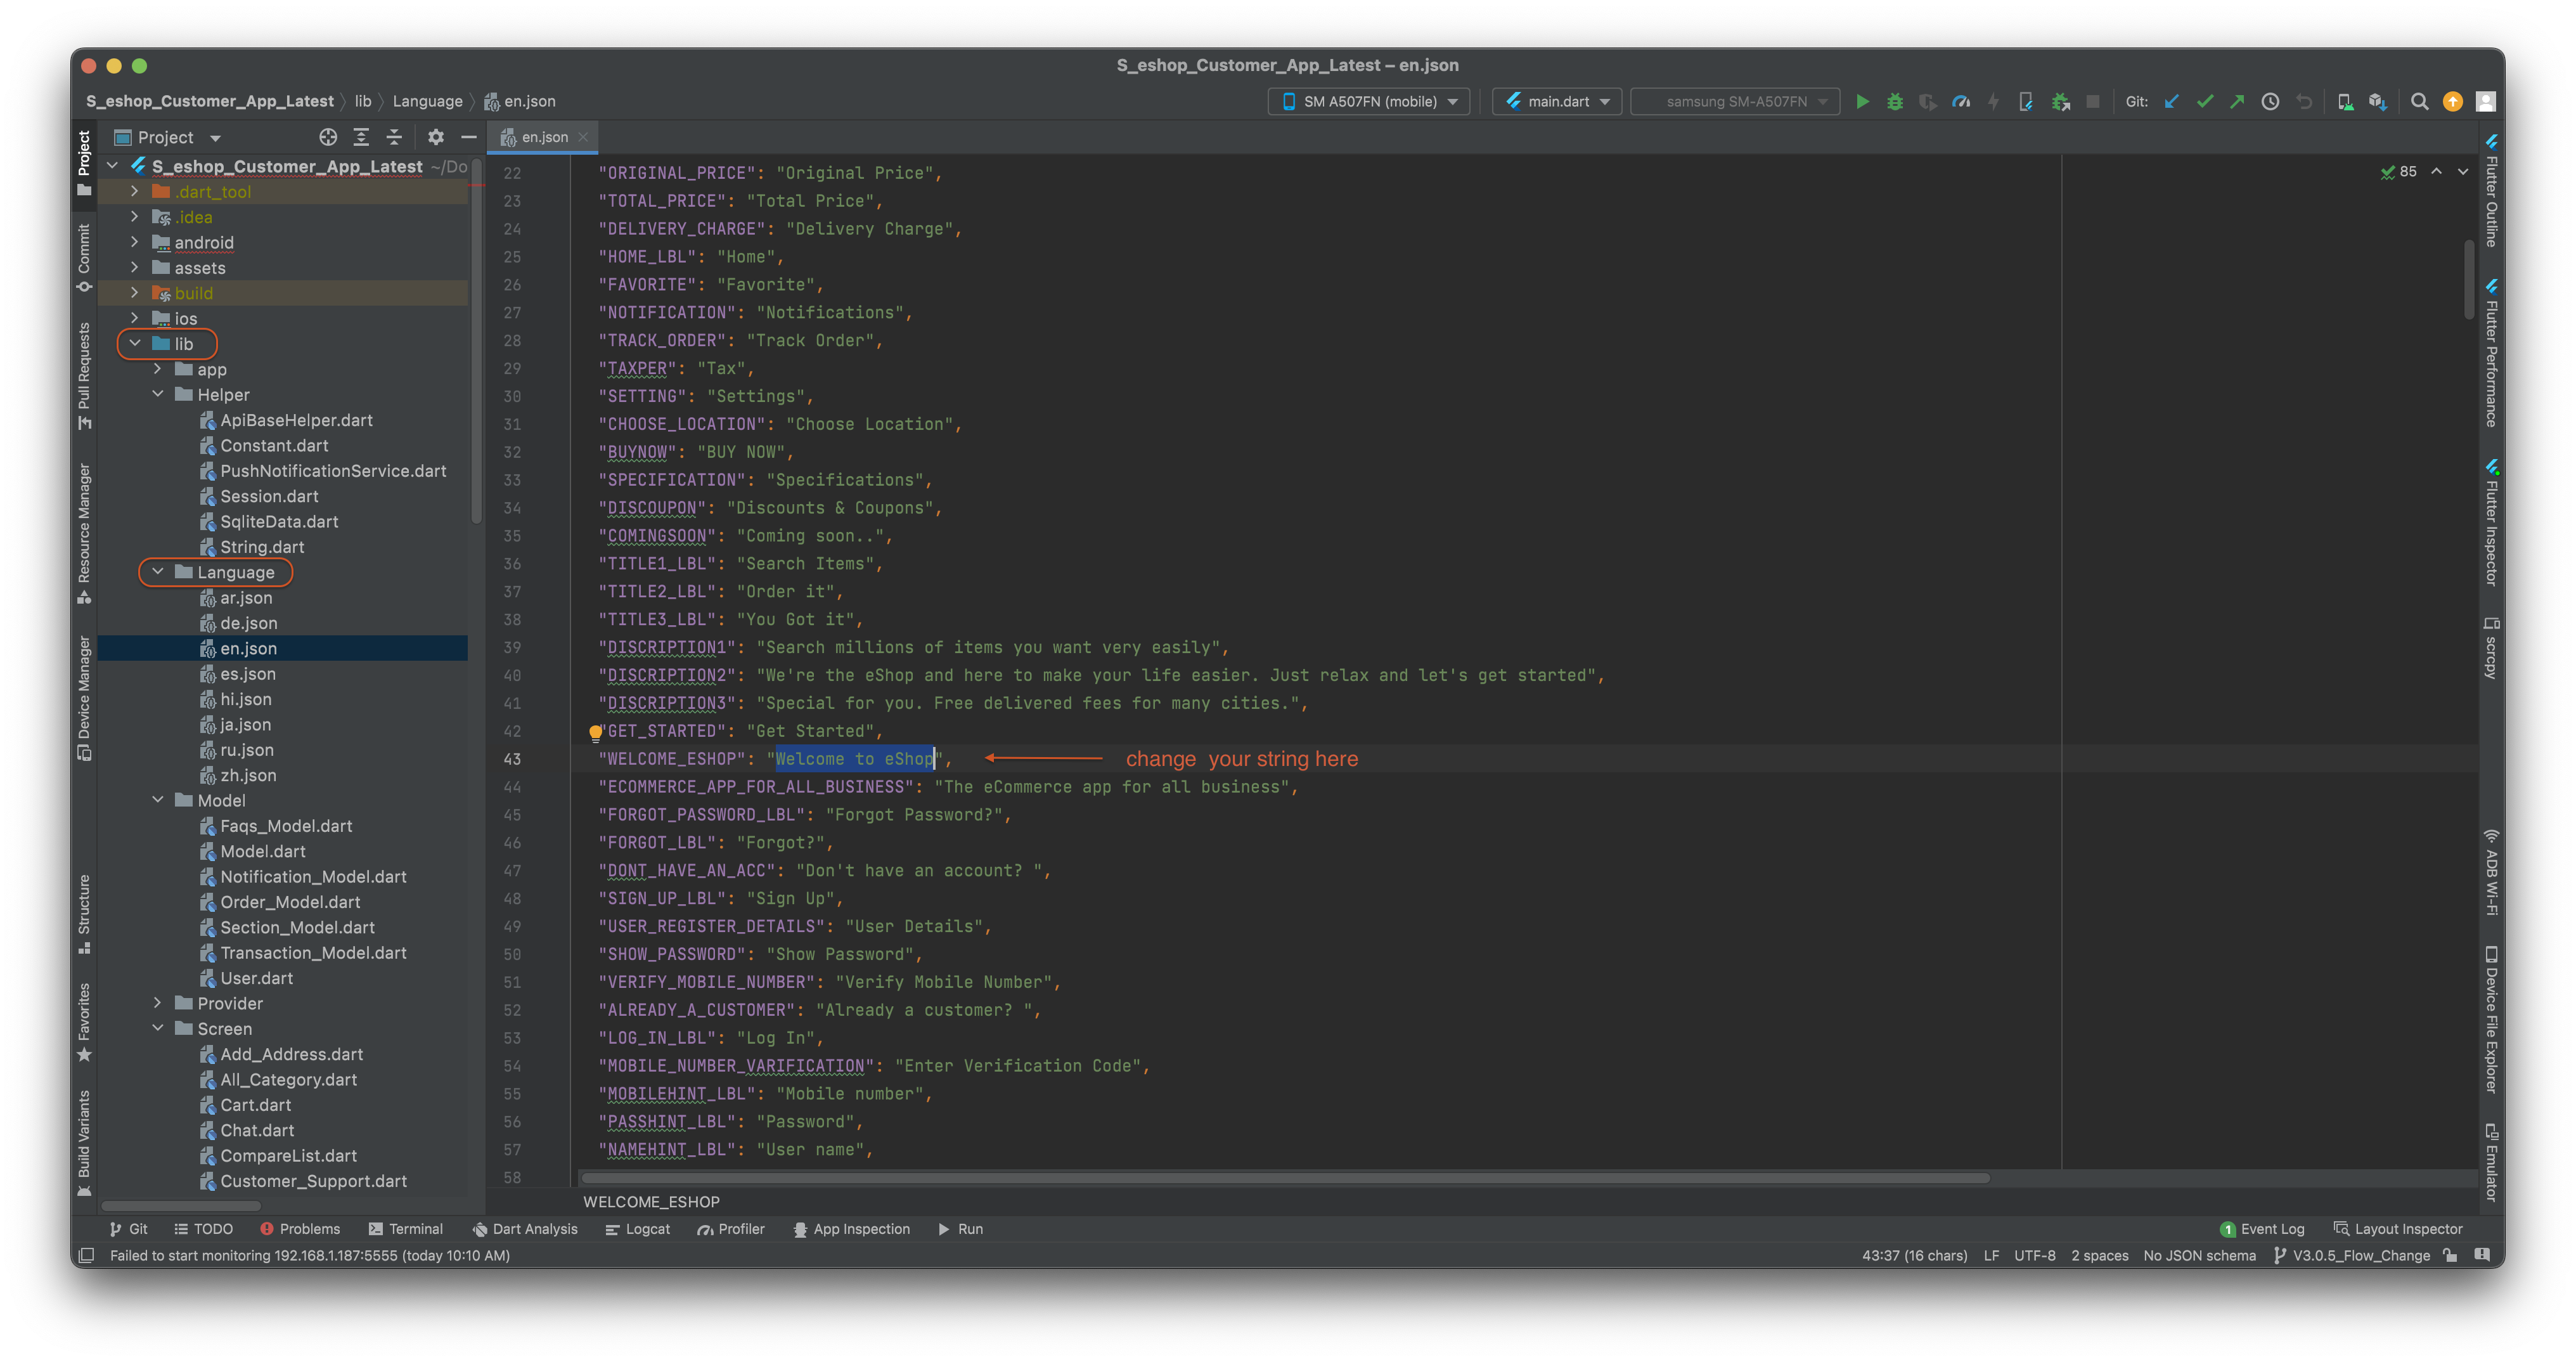 S_eshop_Customer_App_Latest – en.json
S_eshop_Customer_App_Latest lib Language en.json
SM A507FN (mobile) main.dart samsung SM-A507FN Git:
Project
Commit
Pull Requests
Resource Manager
Device Manager
Structure
Favorites
Build Variants
Project
S_eshop_Customer_App_Latest ~/Do
.dart_tool
.idea
android
assets
build
ios
lib
app
Helper
ApiBaseHelper.dart
Constant.dart
PushNotificationService.dart
Session.dart
SqliteData.dart
String.dart
Language
ar.json
de.json
en.json
es.json
hi.json
ja.json
ru.json
zh.json
Model
Faqs_Model.dart
Model.dart
Notification_Model.dart
Order_Model.dart
Section_Model.dart
Transaction_Model.dart
User.dart
Provider
Screen
Add_Address.dart
All_Category.dart
Cart.dart
Chat.dart
CompareList.dart
Customer_Support.dart
en.json
85
22 "ORIGINAL_PRICE": "Original Price",
23 "TOTAL_PRICE": "Total Price",
24 "DELIVERY_CHARGE": "Delivery Charge",
25 "HOME_LBL": "Home",
26 "FAVORITE": "Favorite",
27 "NOTIFICATION": "Notifications",
28 "TRACK_ORDER": "Track Order",
29 "TAXPER": "Tax",
30 "SETTING": "Settings",
31 "CHOOSE_LOCATION": "Choose Location",
32 "BUYNOW": "BUY NOW",
33 "SPECIFICATION": "Specifications",
34 "DISCOUPON": "Discounts & Coupons",
35 "COMINGSOON": "Coming soon..",
36 "TITLE1_LBL": "Search Items",
37 "TITLE2_LBL": "Order it",
38 "TITLE3_LBL": "You Got it",
39 "DISCRIPTION1": "Search millions of items you want very easily",
40 "DISCRIPTION2": "We're the eShop and here to make your life easier. Just relax and let's get started",
41 "DISCRIPTION3": "Special for you. Free delivered fees for many cities.",
42 "GET_STARTED": "Get Started",
43 "WELCOME_ESHOP": "Welcome to eShop", change your string here
44 "ECOMMERCE_APP_FOR_ALL_BUSINESS": "The eCommerce app for all business",
45 "FORGOT_PASSWORD_LBL": "Forgot Password?",
46 "FORGOT_LBL": "Forgot?",
47 "DONT_HAVE_AN_ACC": "Don't have an account? ",
48 "SIGN_UP_LBL": "Sign Up",
49 "USER_REGISTER_DETAILS": "User Details",
50 "SHOW_PASSWORD": "Show Password",
51 "VERIFY_MOBILE_NUMBER": "Verify Mobile Number",
52 "ALREADY_A_CUSTOMER": "Already a customer? ",
53 "LOG_IN_LBL": "Log In",
54 "MOBILE_NUMBER_VARIFICATION": "Enter Verification Code",
55 "MOBILEHINT_LBL": "Mobile number",
56 "PASSHINT_LBL": "Password",
57 "NAMEHINT_LBL": "User name",
58
WELCOME_ESHOP
Flutter Outline
Flutter Performance
Flutter Inspector
scrcpy
ADB Wi-Fi
Device File Explorer
Emulator
Git TODO Problems Terminal Dart Analysis Logcat Profiler App Inspection Run 1 Event Log Layout Inspector
Failed to start monitoring 192.168.1.187:5555 (today 10:10 AM) 43:37 (16 chars) LF UTF-8 2 spaces No JSON schema V3.0.5_Flow_Change